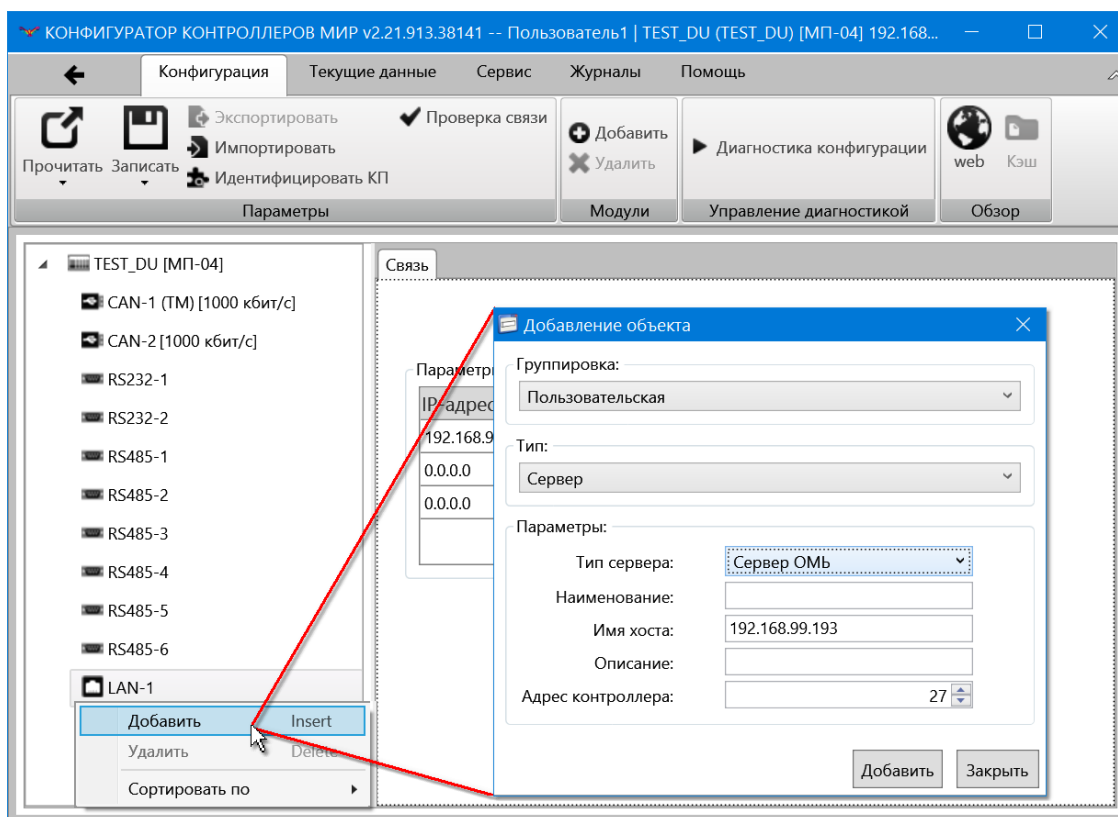 КОНФИГУРАТОР КОНТРОЛЛЕРОВ МИР v2.21.913.38141 -- Пользователь1 | TEST_DU (TEST_DU) [МП-04] 192.168...
Конфигурация Текущие данные Сервис Журналы Помощь
Прочитать
Записать
Экспортировать
Импортировать
Идентифицировать КП
Проверка связи
Параметры
Добавить
Удалить
Модули
Диагностика конфигурации
Управление диагностикой
web
Кэш
Обзор
TEST_DU [МП-04]
CAN-1 (TM) [1000 кбит/с]
CAN-2 [1000 кбит/с]
RS232-1
RS232-2
RS485-1
RS485-2
RS485-3
RS485-4
RS485-5
RS485-6
LAN-1
Добавить Insert
Удалить Delete
Сортировать по
Связь
Параметр
IP-адрес
192.168.9
0.0.0.0
0.0.0.0
Добавление объекта
Группировка:
Пользовательская
Тип:
Сервер
Параметры:
Тип сервера: Сервер ОМЬ
Наименование:
Имя хоста: 192.168.99.193
Описание:
Адрес контроллера: 27
Добавить Закрыть